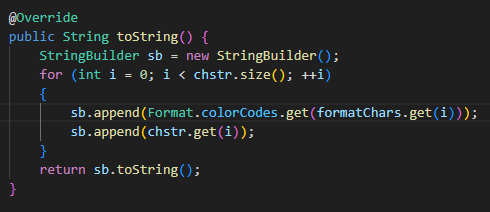 @Override
public String toString() {
    StringBuilder sb = new StringBuilder();
    for (int i = 0; i < chstr.size(); ++i)
    {
        sb.append(Format.colorCodes.get(formatChars.get(i)));
        sb.append(chstr.get(i));
    }
    return sb.toString();
}